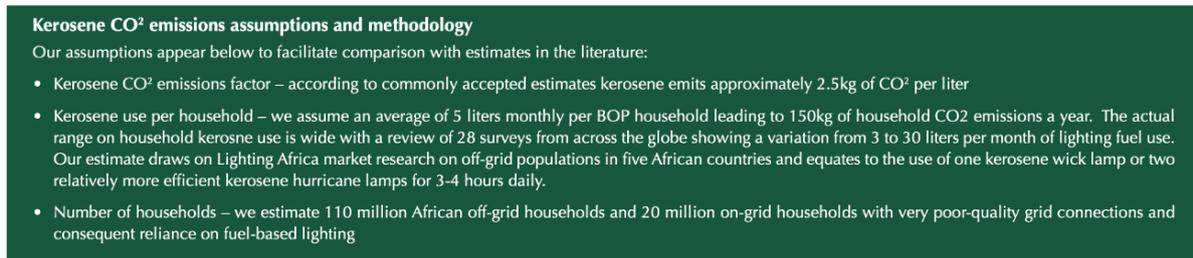 Kerosene CO² emissions assumptions and methodology
Our assumptions appear below to facilitate comparison with estimates in the literature:
• Kerosene CO² emissions factor – according to commonly accepted estimates kerosene emits approximately 2.5kg of CO² per liter
• Kerosene use per household – we assume an average of 5 liters monthly per BOP household leading to 150kg of household CO2 emissions a year. The actual
range on household kerosne use is wide with a review of 28 surveys from across the globe showing a variation from 3 to 30 liters per month of lighting fuel use.
Our estimate draws on Lighting Africa market research on off-grid populations in five African countries and equates to the use of one kerosene wick lamp or two
relatively more efficient kerosene hurricane lamps for 3-4 hours daily.
• Number of households – we estimate 110 million African off-grid households and 20 million on-grid households with very poor-quality grid connections and
consequent reliance on fuel-based lighting